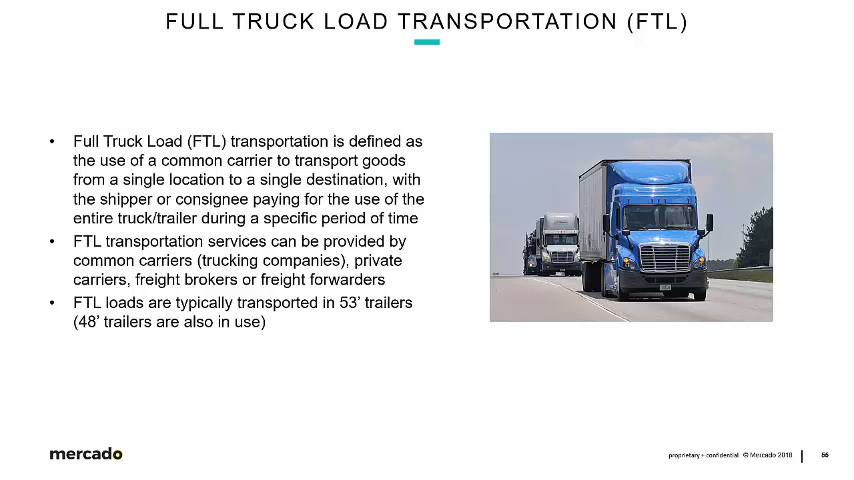 FULL TRUCK LOAD TRANSPORTATION (FTL)
• Full Truck Load (FTL) transportation is defined as
the use of a common carrier to transport goods
from a single location to a single destination, with
the shipper or consignee paying for the use of the
entire truck/trailer during a specific period of time
• FTL transportation services can be provided by
common carriers (trucking companies), private
carriers, freight brokers or freight forwarders
• FTL loads are typically transported in 53’ trailers
(48’ trailers are also in use)
mercado
proprietary + confidential © Mercado 2018 | 66